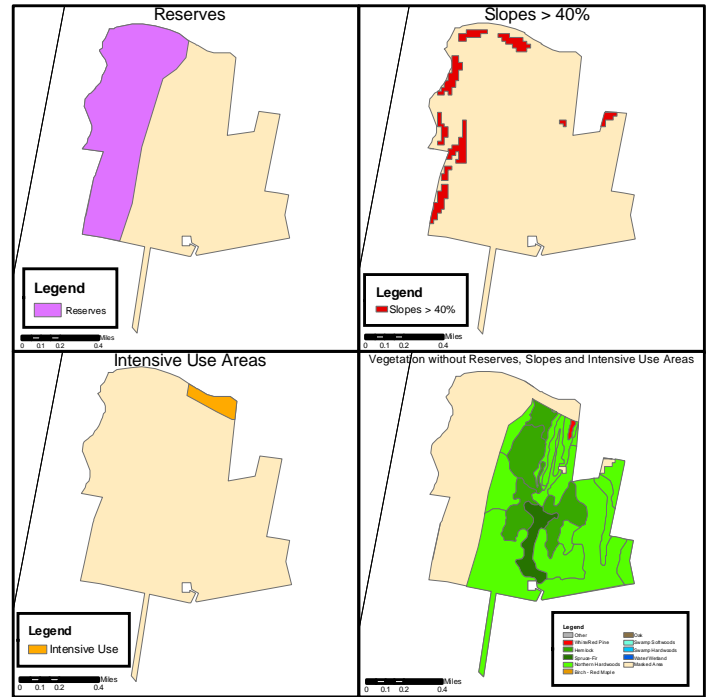 Reserves
Legend
Reserves
Miles
0 0.1 0.2 0.4
Slopes > 40%
Legend
Slopes > 40%
Miles
0 0.1 0.2 0.4
Intensive Use Areas
Legend
Intensive Use
Miles
0 0.1 0.2 0.4
Vegetation without Reserves, Slopes and Intensive Use Areas
Miles
0 0.1 0.2 0.4
Legend
Other
White/Red Pine
Hemlock
Spruce-Fir
Northern Hardwoods
Birch - Red Maple
Oak
Swamp Softwoods
Swamp Hardwoods
Water/Wetland
Masked Area